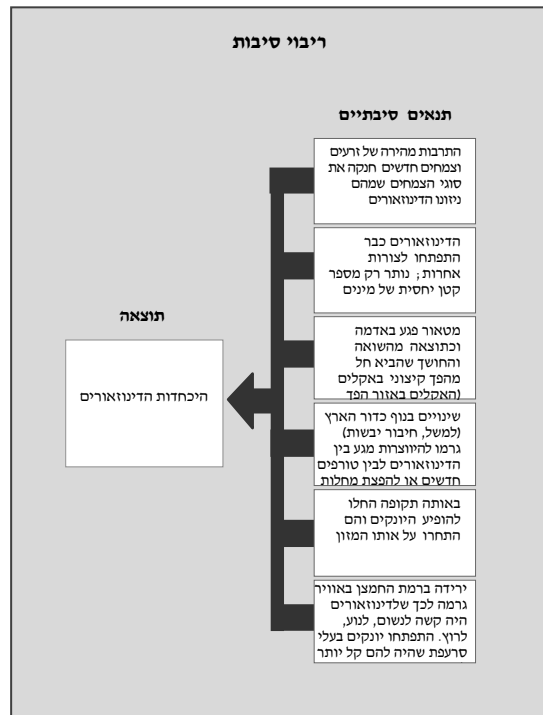 ריבוי סיבות
תנאים סיבתיים
התרבות מהירה של זרעים
וצמחים חדשים חנקה את
סוגי הצמחים שמהם
ניזונו הדינוזאורים
הדינוזאורים כבר
התפתחו לצורות
אחרות; נותר רק מספר
קטן יחסית של מינים
מטאור פגע באדמה
וכתוצאה מהשואה
והחושך שהביא חל
מהפך קיצוני באקלים
(האקלים באזור הפך
שינויים בנוף כדור הארץ
(למשל, חיבור יבשות)
גרמו להיווצרות מגע בין
הדינוזאורים לבין טורפים
חדשים או להפצת מחלות
באותה תקופה החלו
להופיע היונקים והם
התחרו על אותו המזון
ירידה ברמת החמצן באוויר
גרמה לכך שלדינוזאורים
היה קשה לנשום, לנוע,
לרוץ. התפתחו יונקים בעלי
סרעפת שהיה להם קל יותר
תוצאה
היכחדות הדינוזאורים